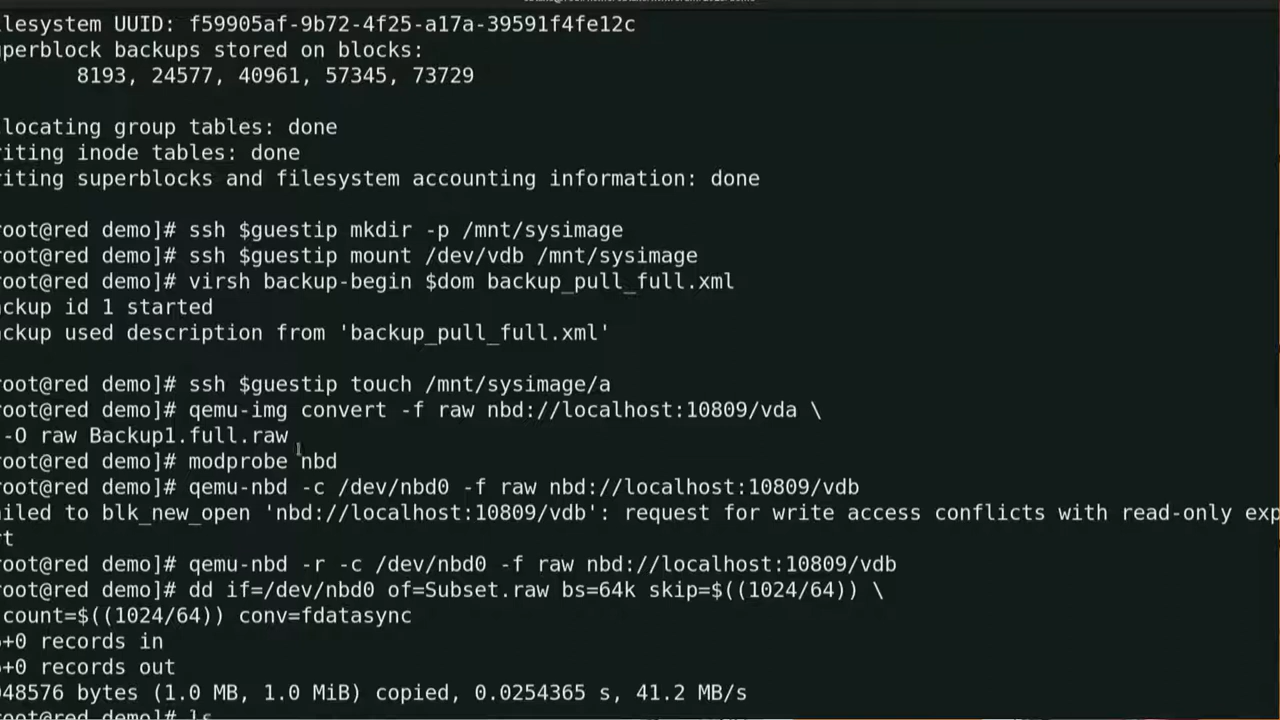 lesystem UUID: f59905af-9b72-4f25-a17a-39591f4fe12c
perblock backups stored on blocks:
8193, 24577, 40961, 57345, 73729
locating group tables: done
iting inode tables: done
iting superblocks and filesystem accounting information: done
root@red demo]# ssh $guestip mkdir -p /mnt/sysimage
root@red demo]# ssh $guestip mount /dev/vdb /mnt/sysimage
root@red demo]# virsh backup-begin $dom backup_pull_full.xml
ckup id 1 started
ckup used description from 'backup_pull_full.xml'
root@red demo]# ssh $guestip touch /mnt/sysimage/a
root@red demo]# qemu-img convert -f raw nbd://localhost:10809/vda \
-O raw Backup1.full.raw
root@red demo]# modprobe nbd
root@red demo]# qemu-nbd -c /dev/nbd0 -f raw nbd://localhost:10809/vdb
iled to blk_new_open 'nbd://localhost:10809/vdb': request for write access conflicts with read-only exp
rt
root@red demo]# qemu-nbd -r -c /dev/nbd0 -f raw nbd://localhost:10809/vdb
root@red demo]# dd if=/dev/nbd0 of=Subset.raw bs=64k skip=$((1024/64)) \
count=$((1024/64)) conv=fdatasync
+0 records in
+0 records out
48576 bytes (1.0 MB, 1.0 MiB) copied, 0.0254365 s, 41.2 MB/s
root@red demo]# ls